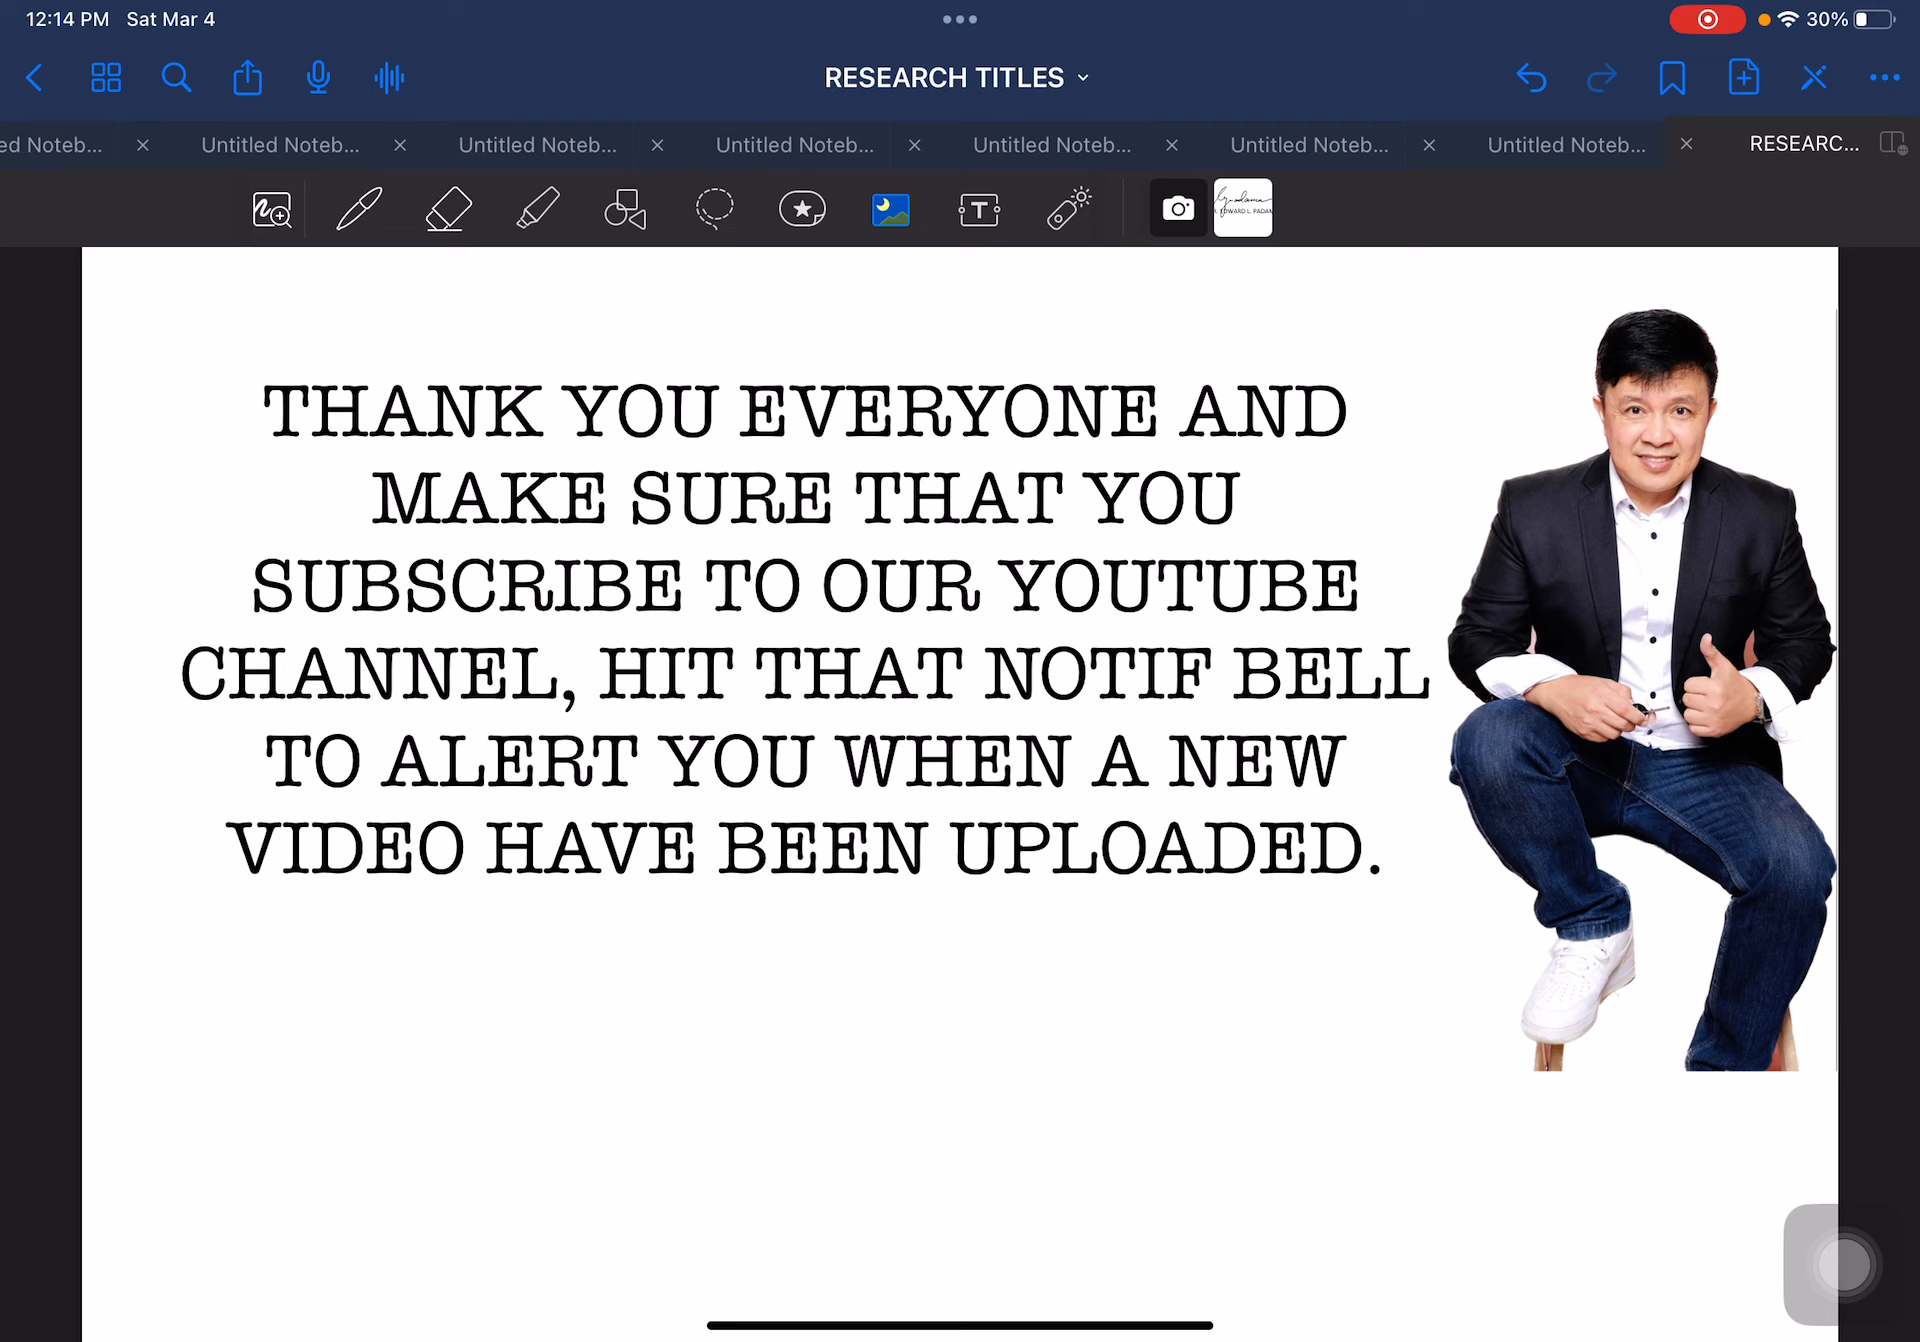 12:14 PM Sat Mar 4
30%
RESEARCH TITLES
ed Noteb...
Untitled Noteb...
Untitled Noteb...
Untitled Noteb...
Untitled Noteb...
Untitled Noteb...
Untitled Noteb...
RESEARC...
T
EDWARD L. PADAM
THANK YOU EVERYONE AND
MAKE SURE THAT YOU
SUBSCRIBE TO OUR YOUTUBE
CHANNEL, HIT THAT NOTIF BELL
TO ALERT YOU WHEN A NEW
VIDEO HAVE BEEN UPLOADED.